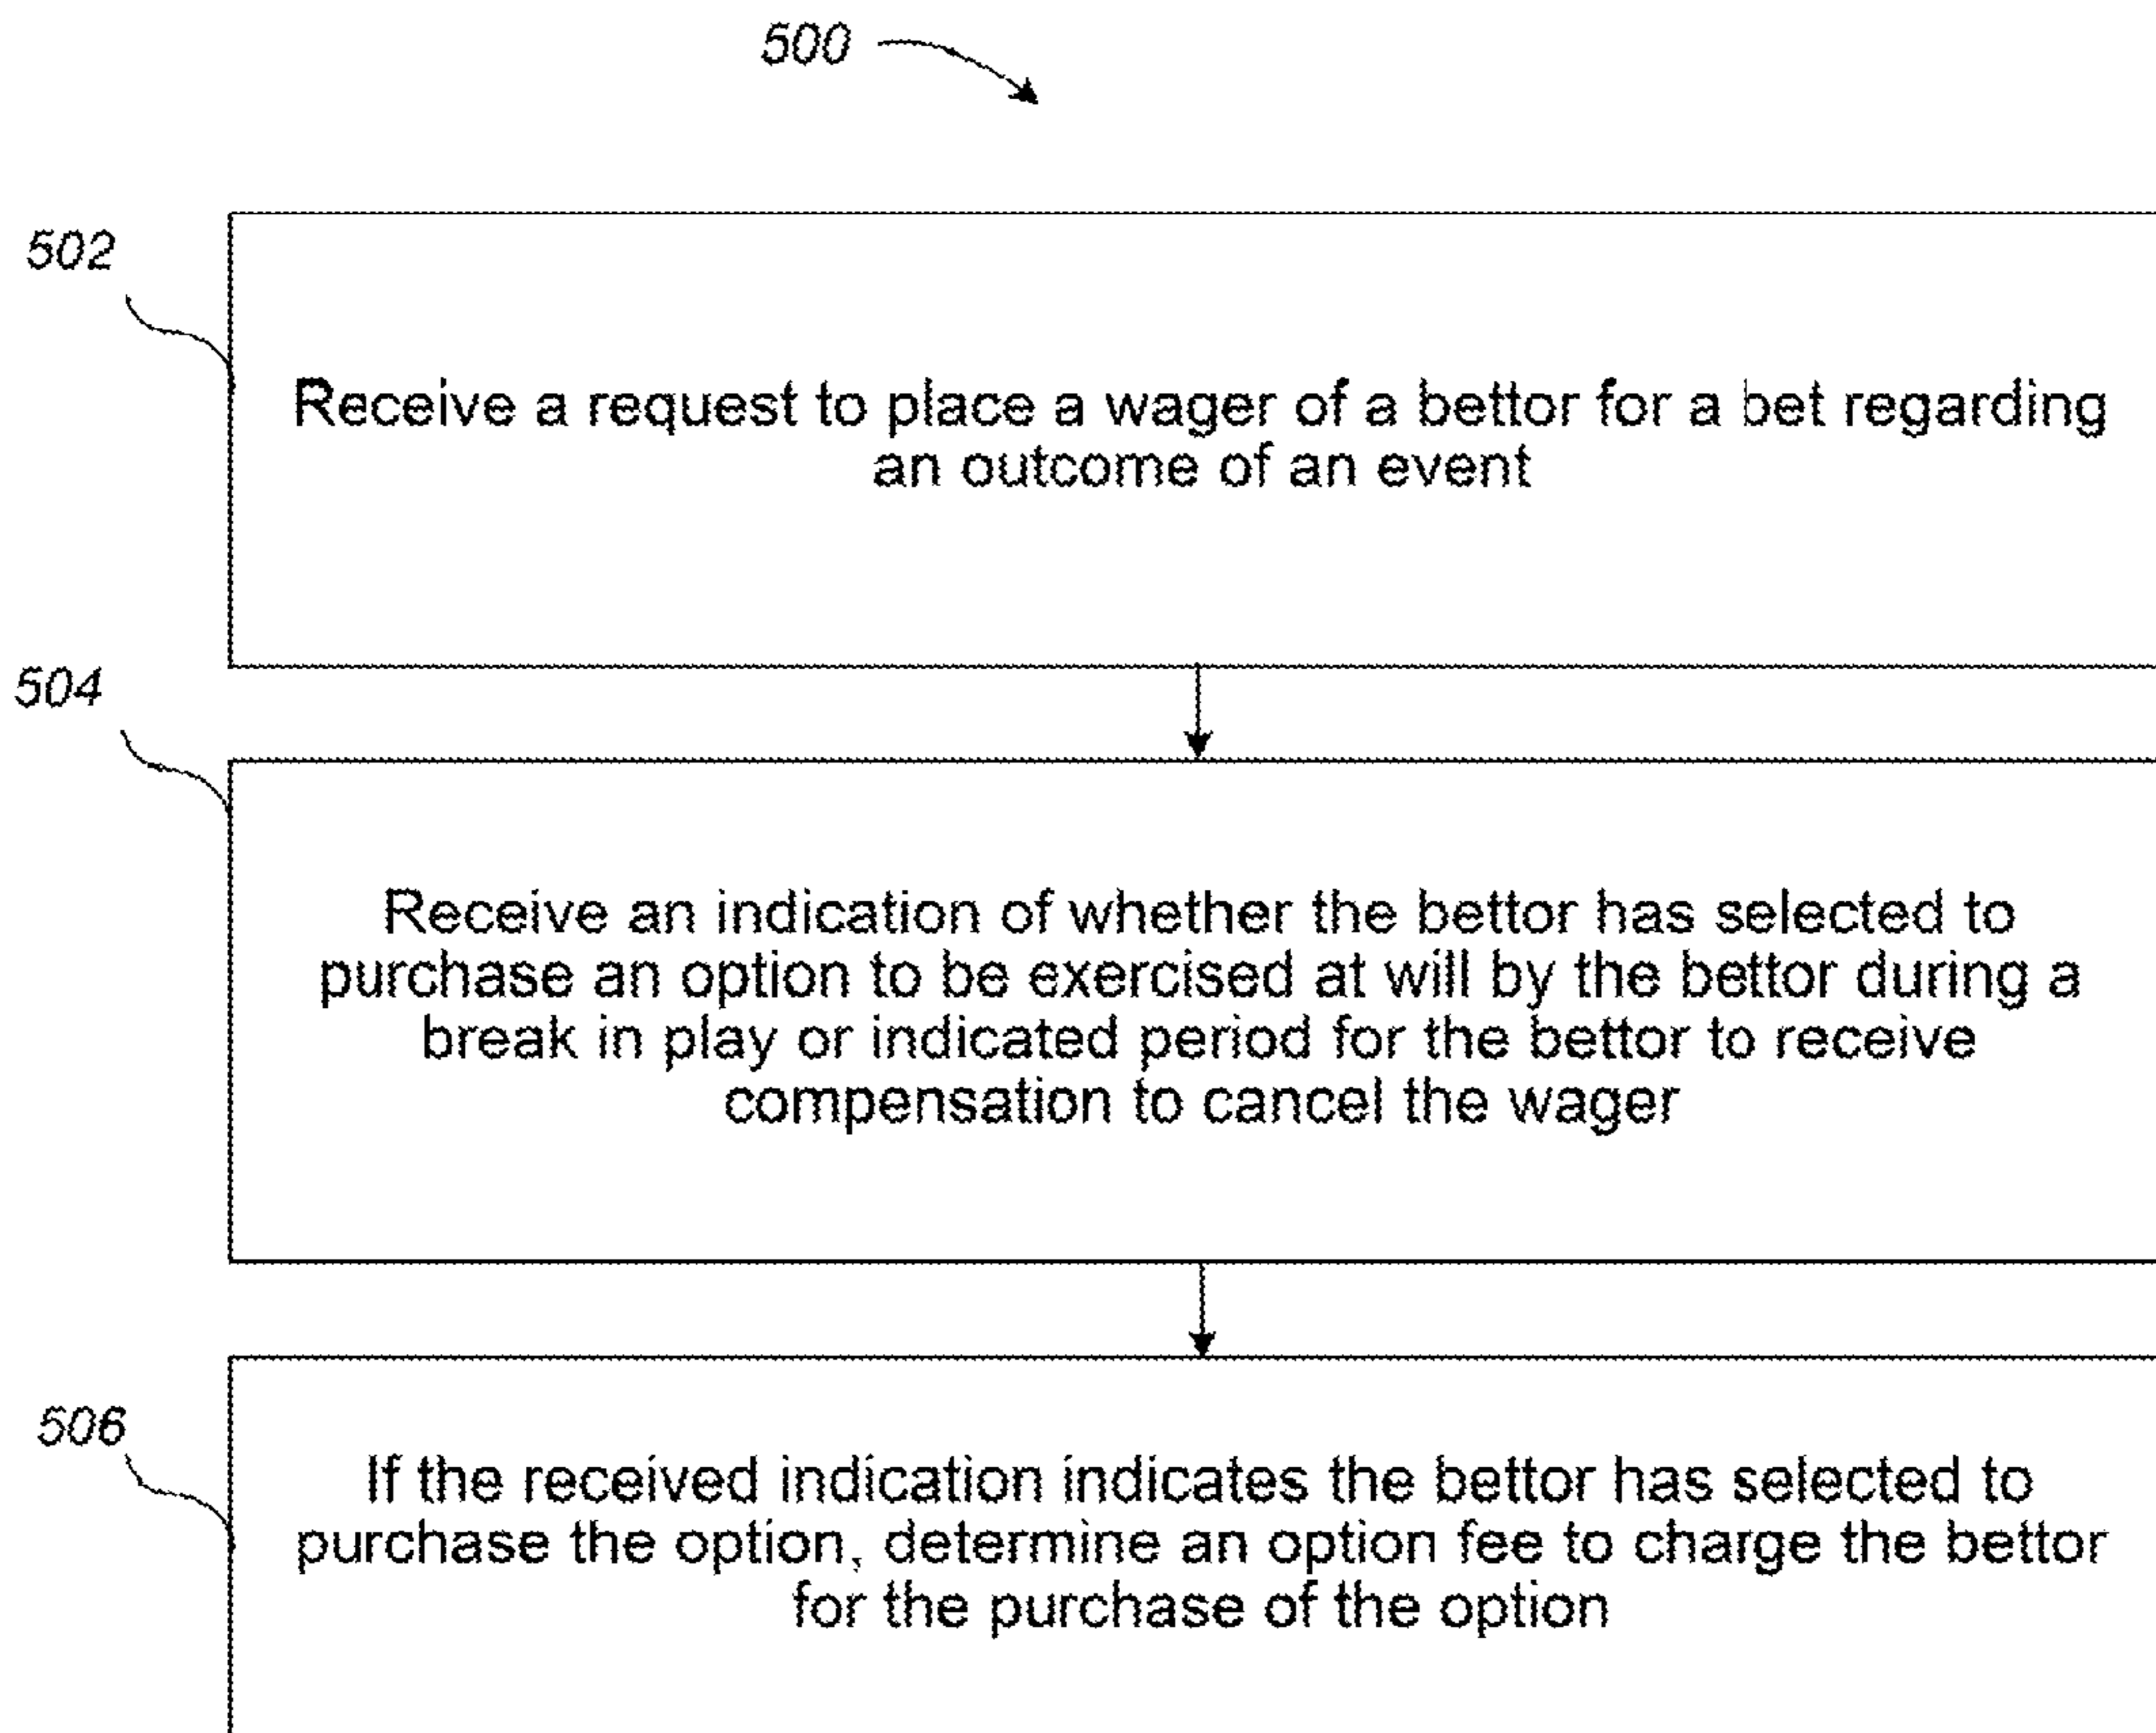 500
502
Receive a request to place a wager of a bettor for a bet regarding
an outcome of an event
504
Receive an indication of whether the bettor has selected to
purchase an option to be exercised at will by the bettor during a
break in play or indicated period for the bettor to receive
compensation to cancel the wager
506
If the received indication indicates the bettor has selected to
purchase the option, determine an option fee to charge the bettor
for the purchase of the option